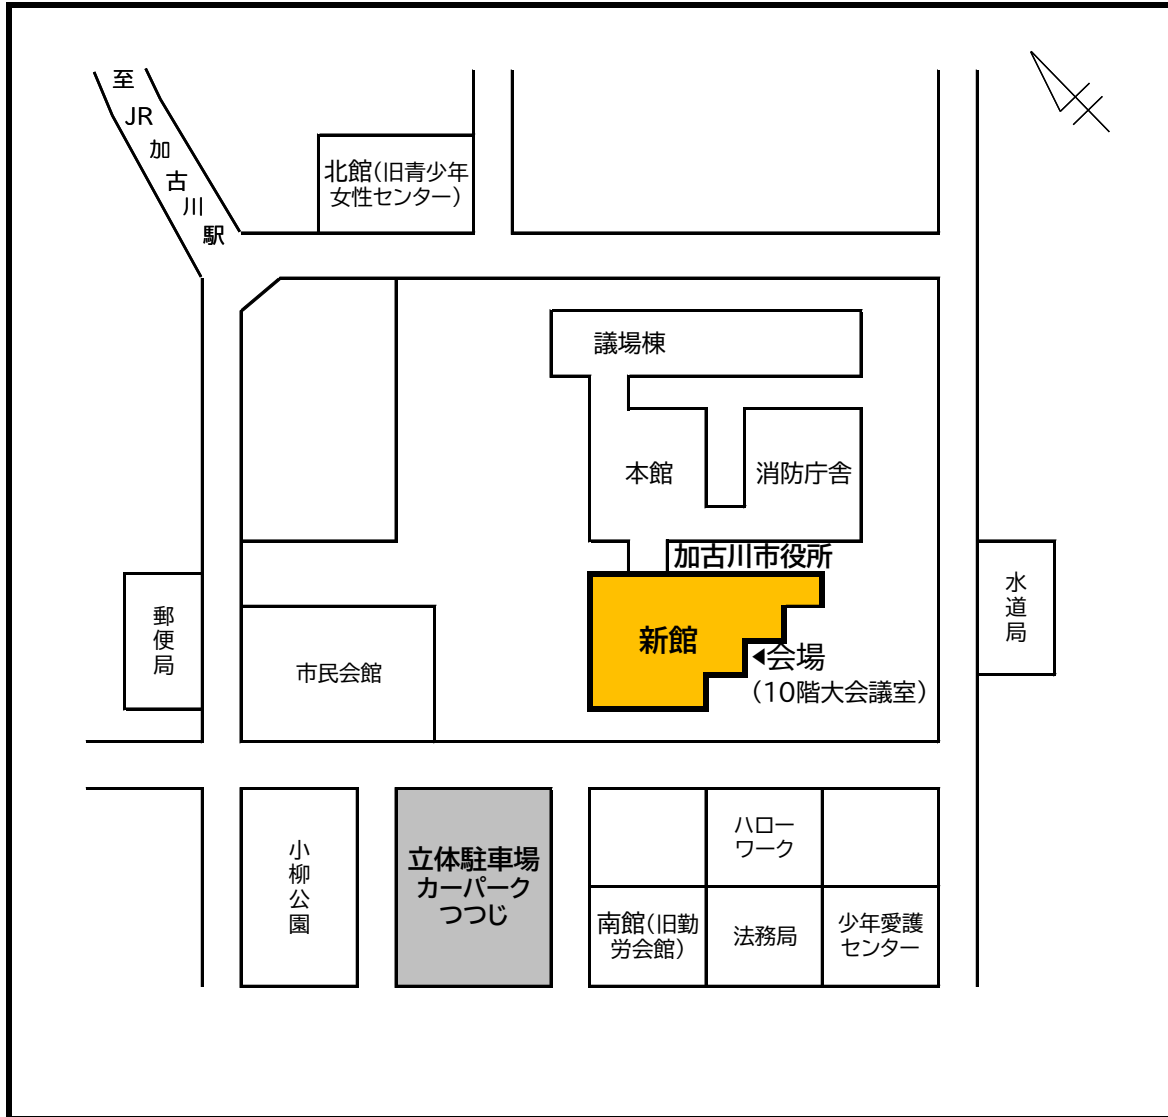 至JR加古川駅
北館(旧青少年
女性センター)
議場棟
本館
消防庁舎
加古川市役所
新館
◀会場
(10階大会議室)
郵便局
市民会館
水道局
小柳公園
立体駐車場
カーパーク
つつじ
ハロー
ワーク
南館(旧勤
労会館)
法務局
少年愛護
センター